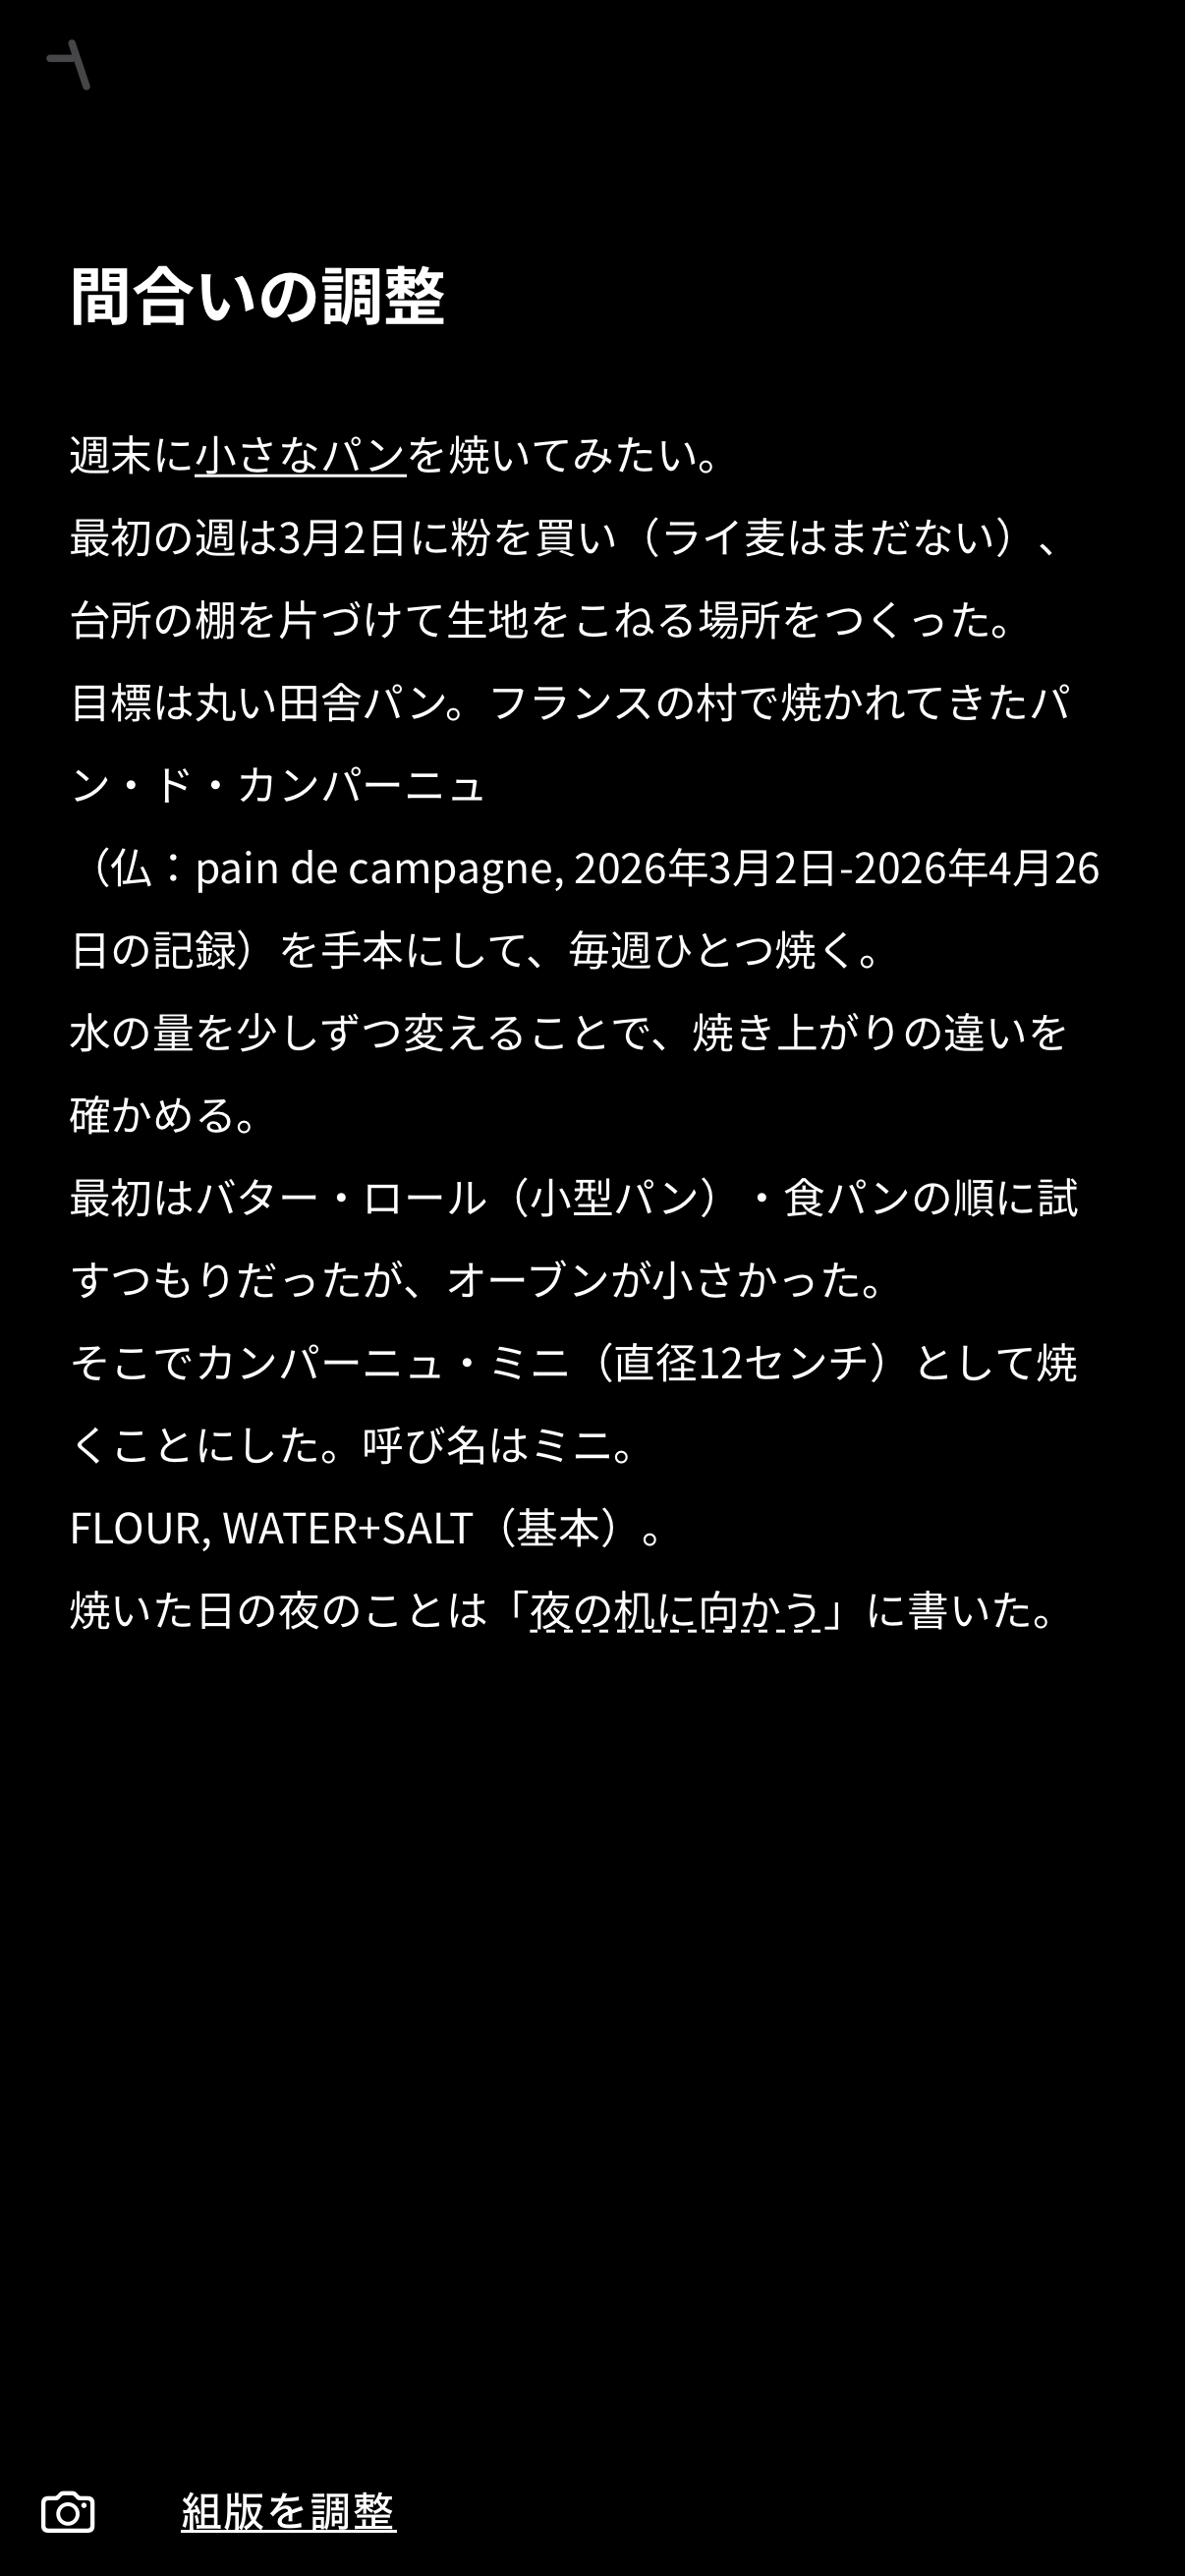 間合いの調整
週末に小さなパンを焼いてみたい。
最初の週は3月2日に粉を買い（ライ麦はまだない）、
台所の棚を片づけて生地をこねる場所をつくった。
目標は丸い田舎パン。フランスの村で焼かれてきたパ
ン・ド・カンパーニュ
（仏：pain de campagne, 2026年3月2日-2026年4月26
日の記録）を手本にして、毎週ひとつ焼く。
水の量を少しずつ変えることで、焼き上がりの違いを
確かめる。
最初はバター・ロール（小型パン）・食パンの順に試
すつもりだったが、オーブンが小さかった。
そこでカンパーニュ・ミニ（直径12センチ）として焼
くことにした。呼び名はミニ。
FLOUR, WATER+SALT（基本）。
焼いた日の夜のことは「夜の机に向かう」に書いた。
組版を調整